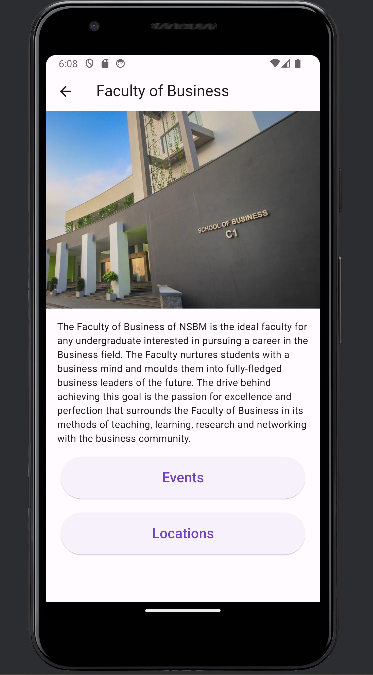 6:08
Faculty of Business
SCHOOL OF BUSINESS
C1
The Faculty of Business of NSBM is the ideal faculty for
any undergraduate interested in pursuing a career in the
Business field. The Faculty nurtures students with a
business mind and moulds them into fully-fledged
business leaders of the future. The drive behind
achieving this goal is the passion for excellence and
perfection that surrounds the Faculty of Business in its
methods of teaching, learning, research and networking
with the business community.
Events
Locations